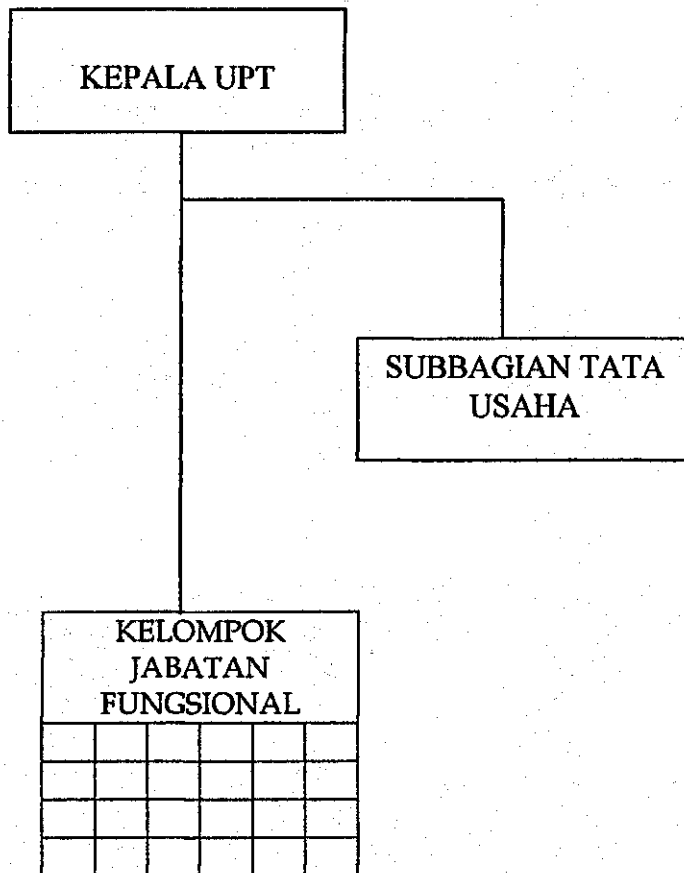 KEPALA UPT
SUBBAGIAN TATA
USAHA
KELOMPOK
JABATAN
FUNGSIONAL